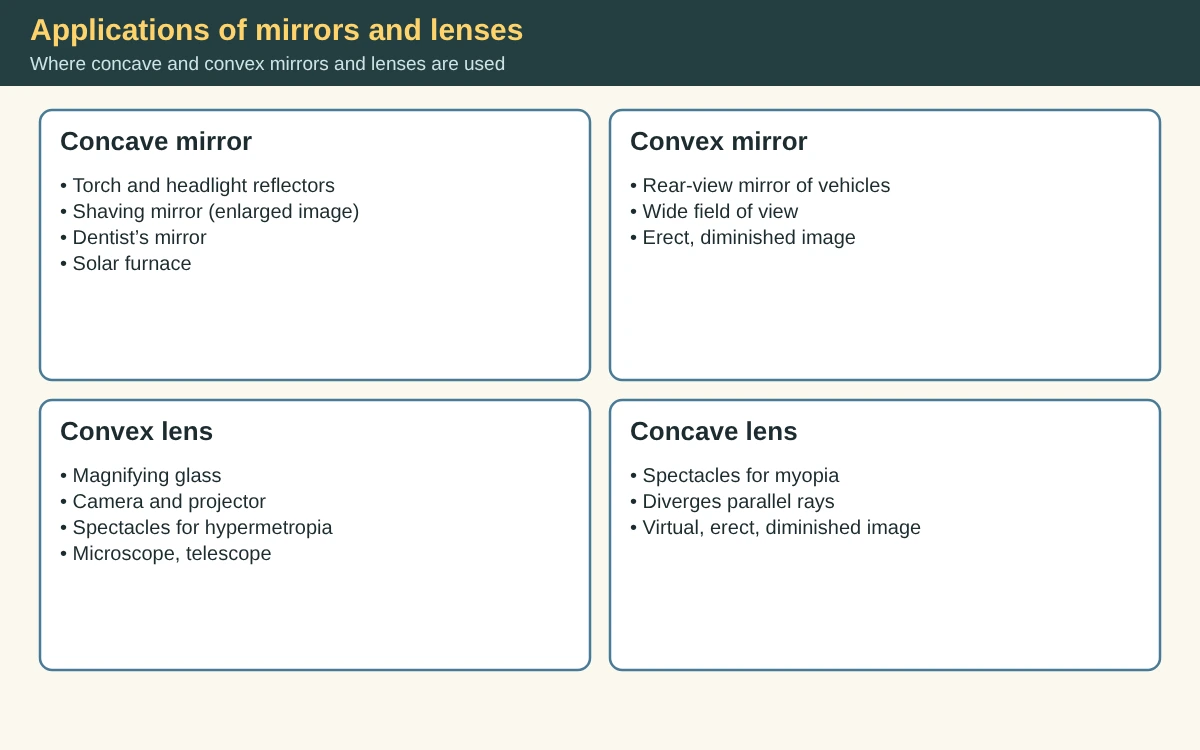 Applications of mirrors and lenses
Where concave and convex mirrors and lenses are used
Concave mirror
• Torch and headlight reflectors
• Shaving mirror (enlarged image)
• Dentist’s mirror
• Solar furnace
Convex mirror
• Rear-view mirror of vehicles
• Wide field of view
• Erect, diminished image
Convex lens
• Magnifying glass
• Camera and projector
• Spectacles for hypermetropia
• Microscope, telescope
Concave lens
• Spectacles for myopia
• Diverges parallel rays
• Virtual, erect, diminished image